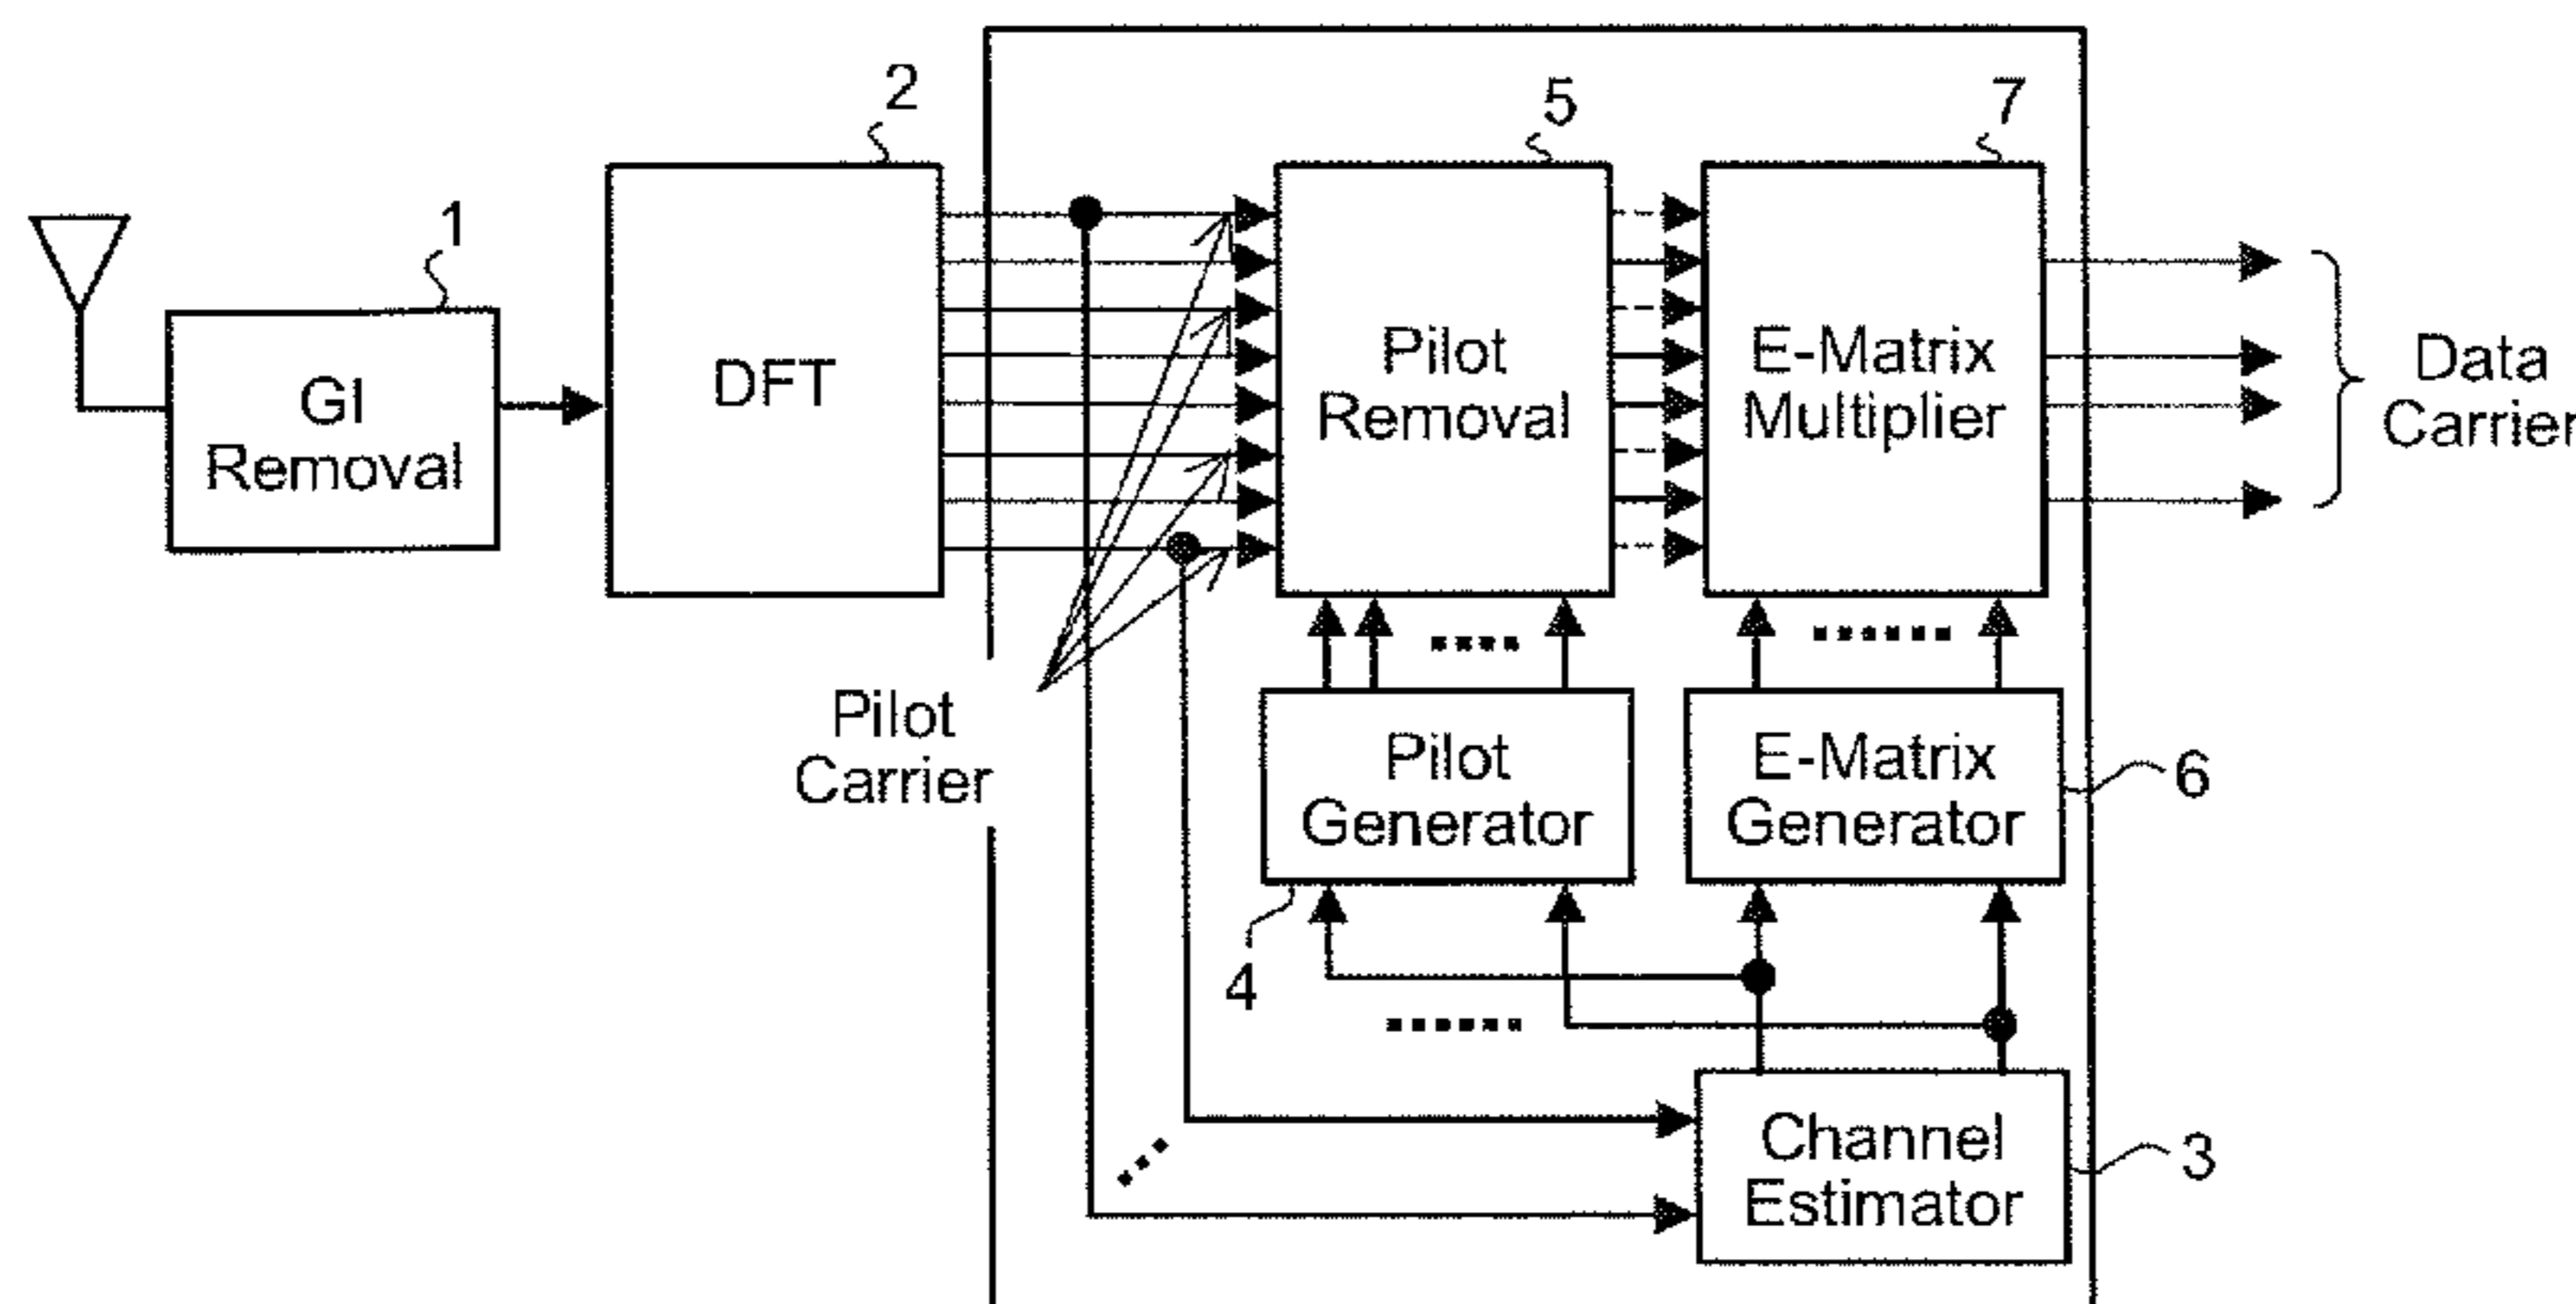 1
GI
Removal
2
DFT
Pilot
Carrier
5
Pilot
Removal
7
E-Matrix
Multiplier
Data
Carrier
Pilot
Generator
4
E-Matrix
Generator
6
Channel
Estimator
3